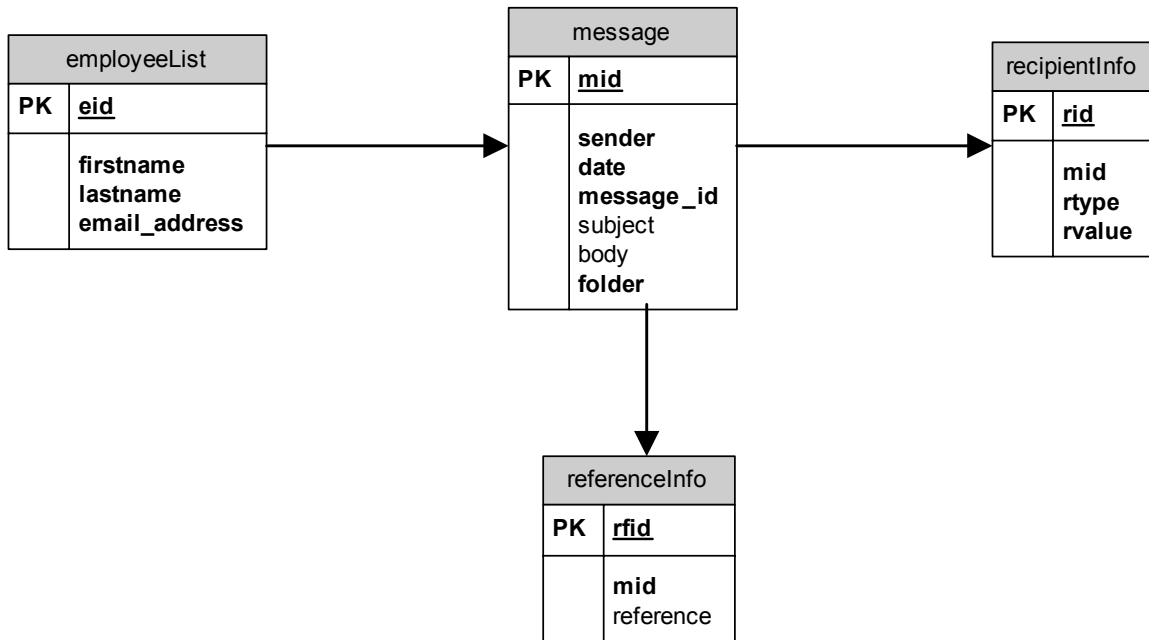 employeeList
PK eid
firstname
lastname
email_address
message
PK mid
sender
date
message_id
subject
body
folder
recipientInfo
PK rid
mid
rtype
rvalue
referenceInfo
PK rfid
mid
reference